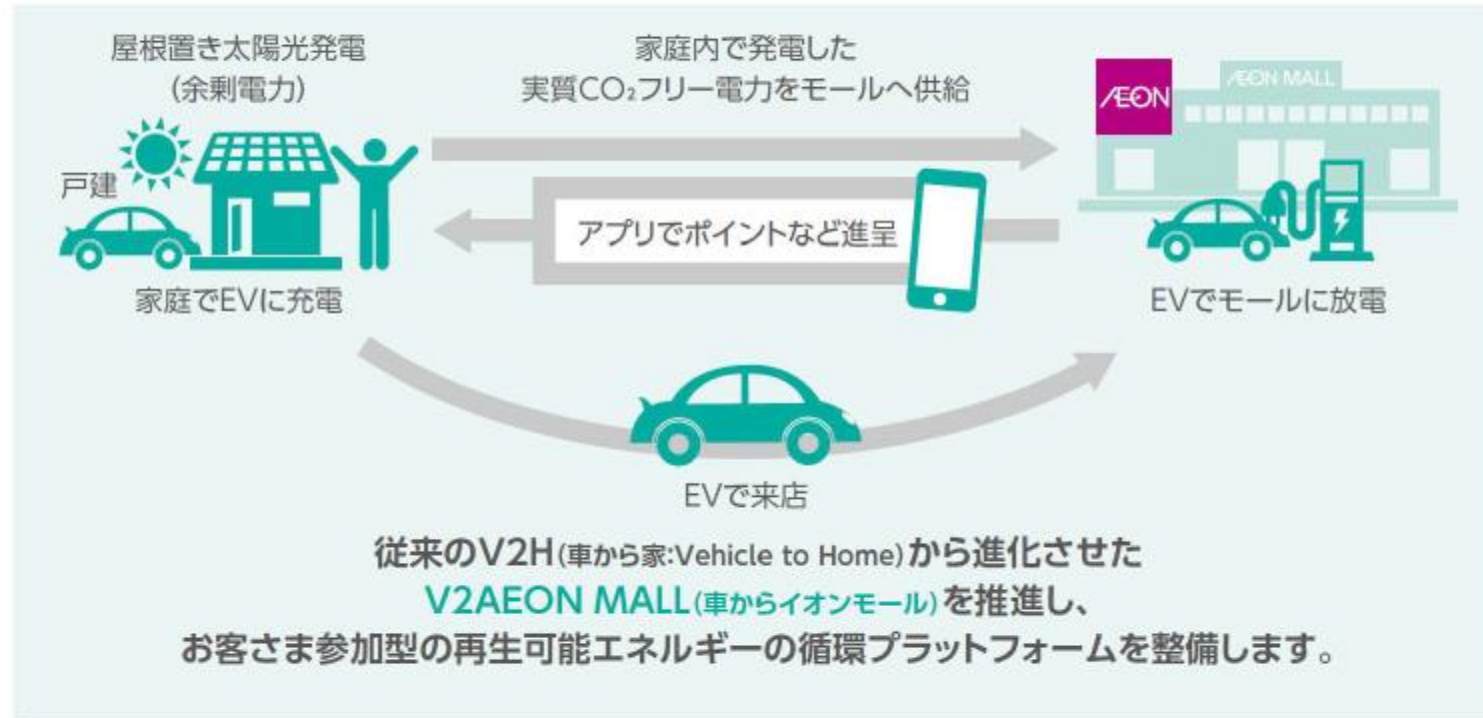 屋根置き太陽光発電
(余剰電力)
家庭内で発電した
実質CO₂フリー電力をモールへ供給
ÆON
ÆON MALL
戸建
アプリでポイントなど進呈
家庭でEVに充電
EVでモールに放電
EVで来店
従来のV2H(車から家:Vehicle to Home)から進化させた
V2AEON MALL(車からイオンモール)を推進し、
お客さま参加型の再生可能エネルギーの循環プラットフォームを整備します。